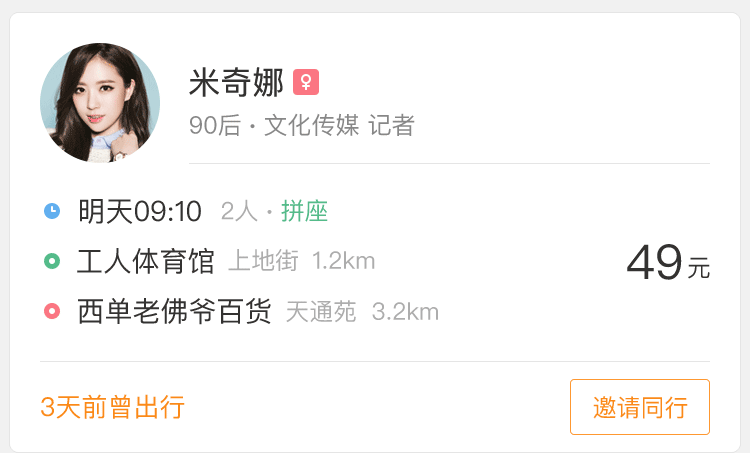 米奇娜
90后·文化传媒 记者
明天09:10 2人·拼座
工人体育馆 上地街 1.2km
49元
西单老佛爷百货 天通苑 3.2km
3天前曾出行 邀请同行